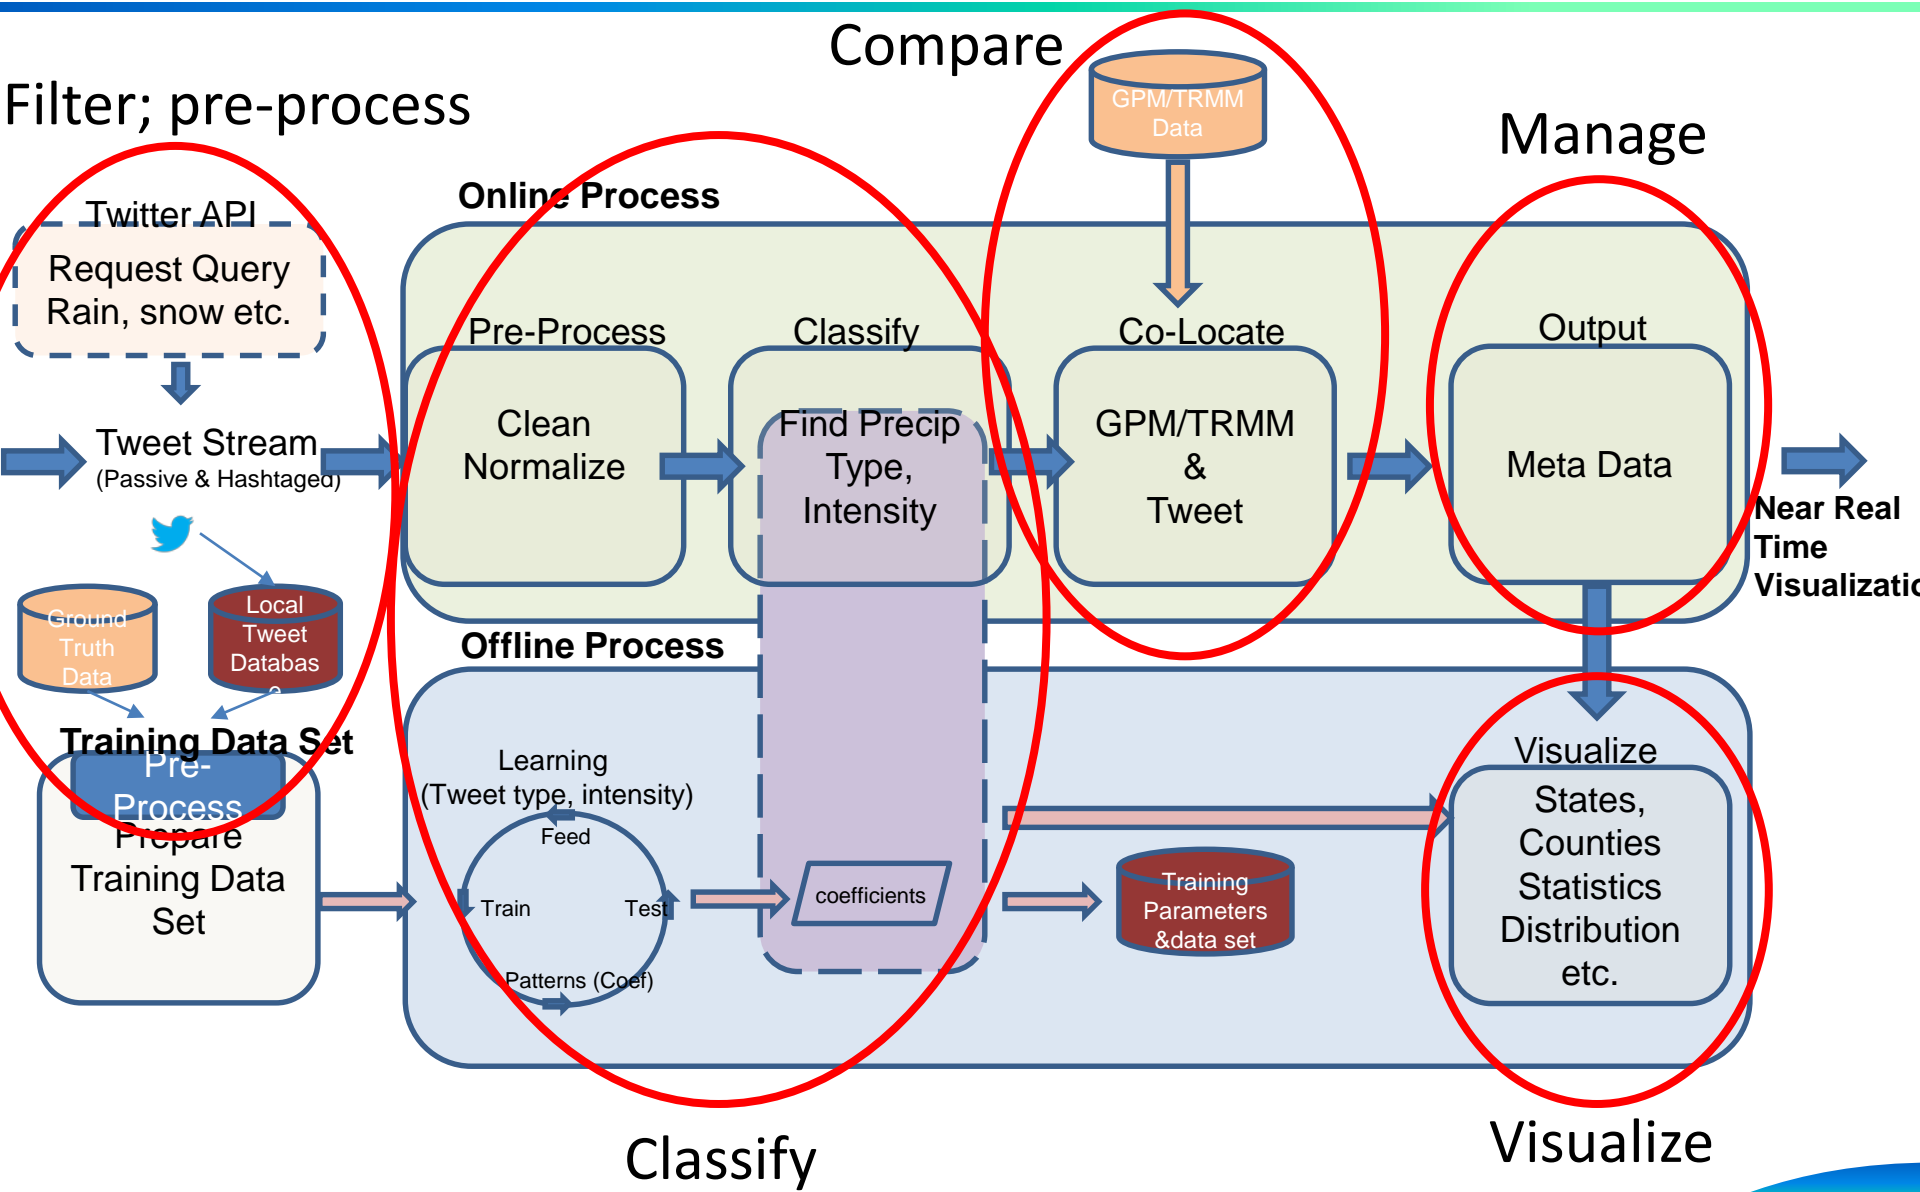 Compare
Filter; pre-process
Manage
GPM/TRMM
Data
Online Process
Twitter API
Request Query
Rain, snow etc.
Pre-Process
Classify
Co-Locate
Output
Clean
Normalize
Find Precip
Type,
Intensity
GPM/TRMM
&
Tweet
Meta Data
Tweet Stream
(Passive & Hashtaged)
Near Real
Time
Visualizatio
Ground
Truth
Data
Local
Tweet
Databas
e
Offline Process
Training Data Set
Pre-
Process
Prepare
Training Data
Set
Learning
(Tweet type, intensity)
Feed
Train
Test
Patterns (Coef)
coefficients
Training
Parameters
&data set
Visualize
States,
Counties
Statistics
Distribution
etc.
Classify
Visualize